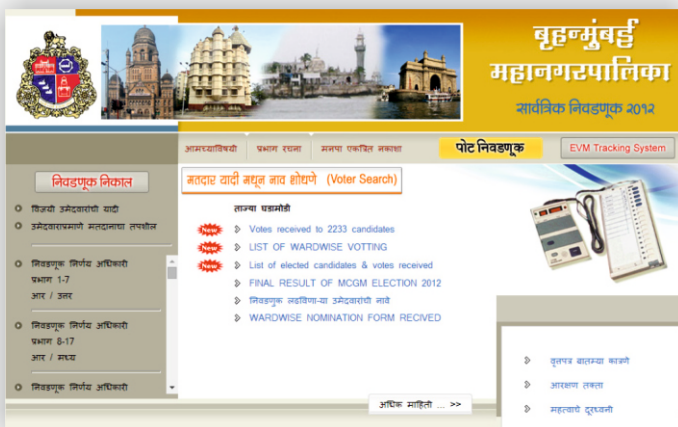 बृहन्मुंबई
महानगरपालिका
सार्वत्रिक निवडणूक २०१२
आमच्याविषयी
प्रभाग रचना
मनपा एकत्रित नकाशा
पोट निवडणूक
EVM Tracking System
निवडणूक निकाल
विजयी उमेदवारांची यादी
उमेदवाराप्रमाणे मतदानाचा तपशील
निवडणूक निर्णय अधिकारी
प्रभाग 1-7
आर / उत्तर
निवडणूक निर्णय अधिकारी
प्रभाग 8-17
आर / मध्य
निवडणूक निर्णय अधिकारी
मतदार यादी मधून नाव शोधणे (Voter Search)
ताज्या घडामोडी
New Votes received to 2233 candidates
New LIST OF WARDWISE VOTTING
New List of elected candidates & votes received
FINAL RESULT OF MCGM ELECTION 2012
निवडणुक लढविणा-या उमेदवारांची नावे
WARDWISE NOMINATION FORM RECIVED
अधिक माहिती ... >>
वृत्तपत्र बातम्या कात्रणे
आरक्षण तक्ता
महत्वाचे दूरध्वनी